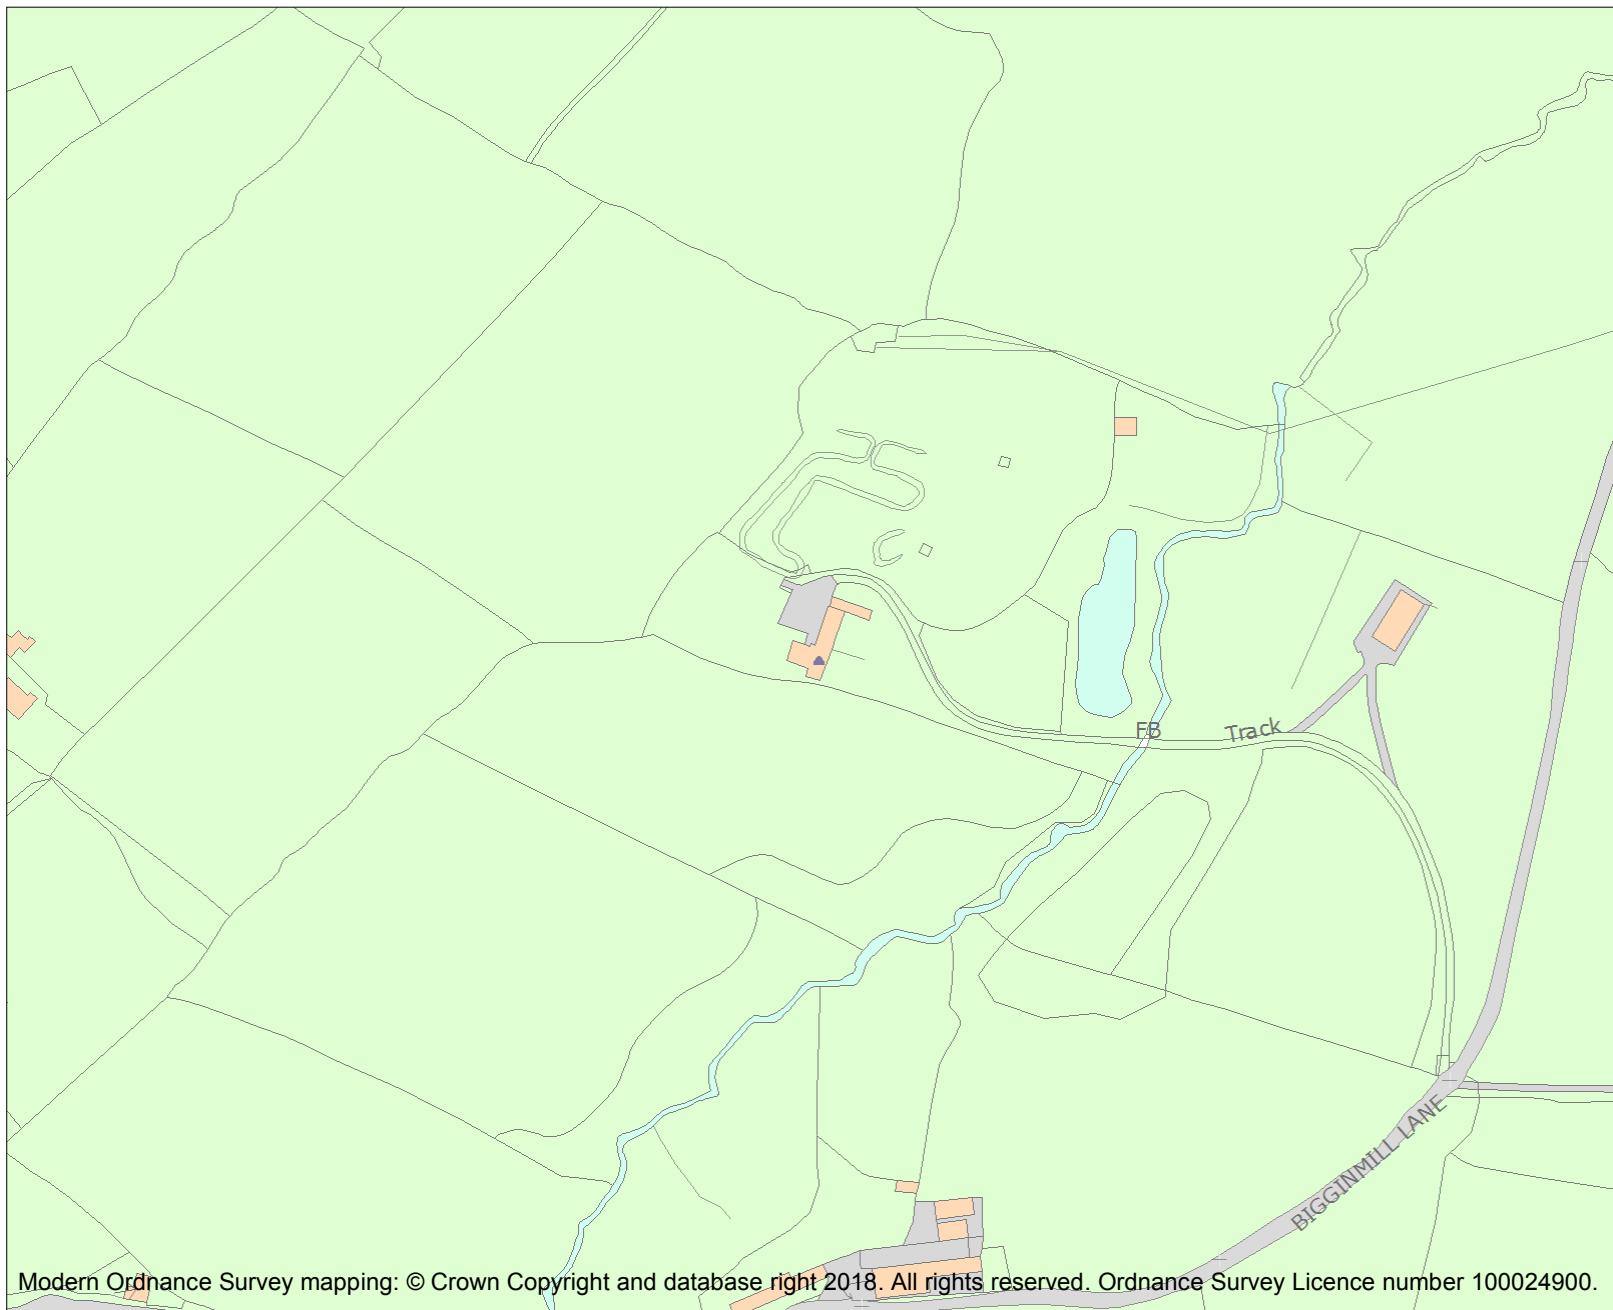 FB
Track
BIGGINMILL LANE
Modern Ordnance Survey mapping: © Crown Copyright and database right 2018. All rights reserved. Ordnance Survey Licence number 100024900.